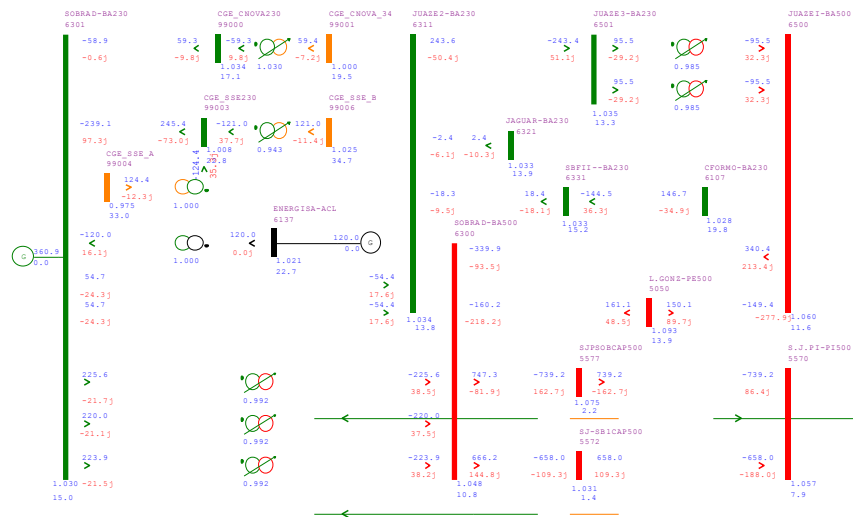 SOBRAD-BA230 CGE_CNOVA230 CGE_CNOVA_34 JUAZE2-BA230 JUAZE3-BA230 JUAZEI-BA500
6301 99000 99001 6311 6501 6500
-58.9 59.3 -59.3 59.4 243.6 -243.4 95.5 -95.5
-0.6j -9.8j 9.8j 1.030 -7.2j -50.4j 51.1j -29.2j 0.985 32.3j
1.034 1.000
17.1 19.5
95.5 -95.5
-29.2j 0.985 32.3j
CGE_SSE230 CGE_SSE_B
99003 99006 1.035
JAGUAR-BA230 13.3
-239.1 245.4 -121.0 121.0 6321
97.3j -73.0j 37.7j 0.943 -11.4j -2.4 2.4
1.008 1.025 -6.1j -10.3j
CGE_SSE_A 22.8 34.7 1.033
99004 -124.4 13.9 SBFII--BA230 CFORMO-BA230
6331 6107
124.4
-12.3j 1.000 -18.3 18.4 -144.5 146.7
0.975 -9.5j -18.1j 36.3j -34.9j
33.0 ENERGISA-ACL SOBRAD-BA500 1.033 1.028
6137 6300 15.2 19.8
-120.0 120.0 120.0
G 360.9 16.1j 0.0j 0.0 G -339.9 340.4
0.0 1.000 1.021 -93.5j 213.4j
22.7 L.GONZ-PE500
54.7 -54.4 5050
-24.3j 17.6j
54.7 -54.4 -160.2 161.1 150.1 -149.4
-24.3j 17.6j -218.2j 48.5j 89.7j -277.9j
1.034 1.093 1.060
13.8 13.9 11.6
SJPSOBCAP500 S.J.PI-PI500
5577 5570
225.6 -225.6 747.3 -739.2 739.2 -739.2
-21.7j 0.992 38.5j -81.9j 162.7j -162.7j 86.4j
1.075
220.0 -220.0 2.2
-21.1j 0.992 37.5j SJ-SB1CAP500
5572
223.9 -223.9 666.2 -658.0 658.0 -658.0
-21.5j 0.992 38.2j 144.8j -109.3j 109.3j -188.0j
1.030 1.048 1.031 1.057
15.0 10.8 1.4 7.9